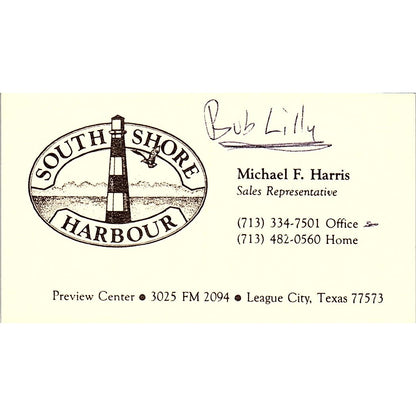 Bob Lilly
SOUTH SHORE
HARBOUR
Michael F. Harris
Sales Representative
(713) 334-7501 Office
(713) 482-0560 Home
Preview Center • 3025 FM 2094 • League City, Texas 77573